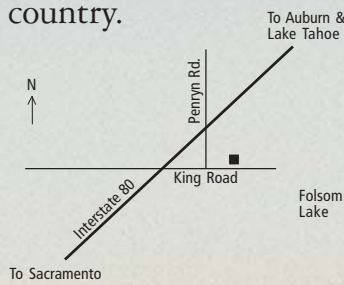 country.
To Auburn &
Lake Tahoe
N
Penryn Rd.
King Road
Interstate 80
Folsom
Lake
To Sacramento